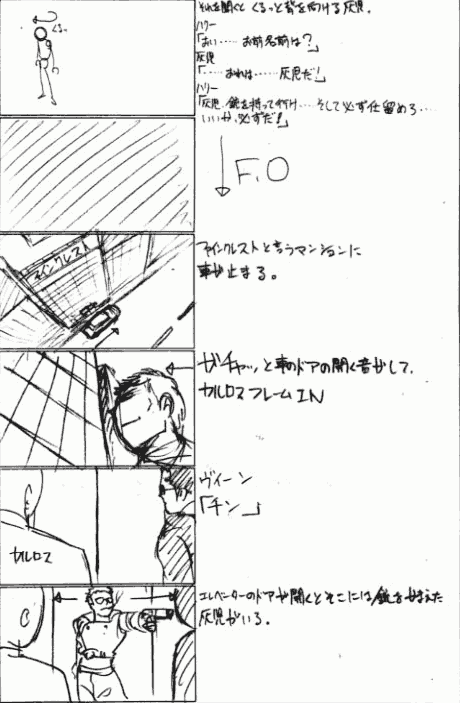 それを聞くと くるっと背を向ける灰児。
くるっ
ハリー
「おい…… お前名前は?」
灰児
「…… おれは…… 灰児だ!」
ハリー
「灰児、銃を持って行け… そして必ず仕留めろ…
いいか、必ずだ!」
F.O
ファインクレストと言うマンションに
車が止まる。
ファインクレスト
ガチャッ、と車のドアの開く音がして、
カルロス フレームIN
ヴィーン
「チン」
カルロス
エレベーターのドアが開くとそこには銃をかまえた
灰児がいる。